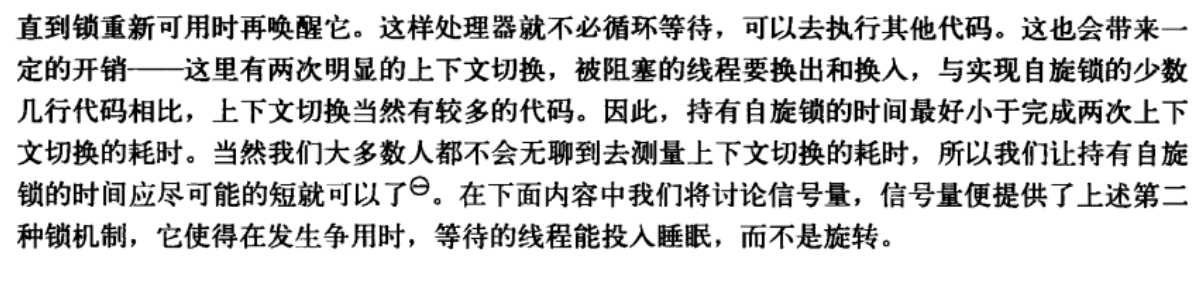 直到锁重新可用时再唤醒它。这样处理器就不必循环等待，可以去执行其他代码。这也会带来一
定的开销——这里有两次明显的上下文切换，被阻塞的线程要换出和换入，与实现自旋锁的少数
几行代码相比，上下文切换当然有较多的代码。因此，持有自旋锁的时间最好小于完成两次上下
文切换的耗时。当然我们大多数人都不会无聊到去测量上下文切换的耗时，所以我们让持有自旋
锁的时间应尽可能的短就可以了㊀。在下面内容中我们将讨论信号量，信号量便提供了上述第二
种锁机制，它使得在发生争用时，等待的线程能投入睡眠，而不是旋转。